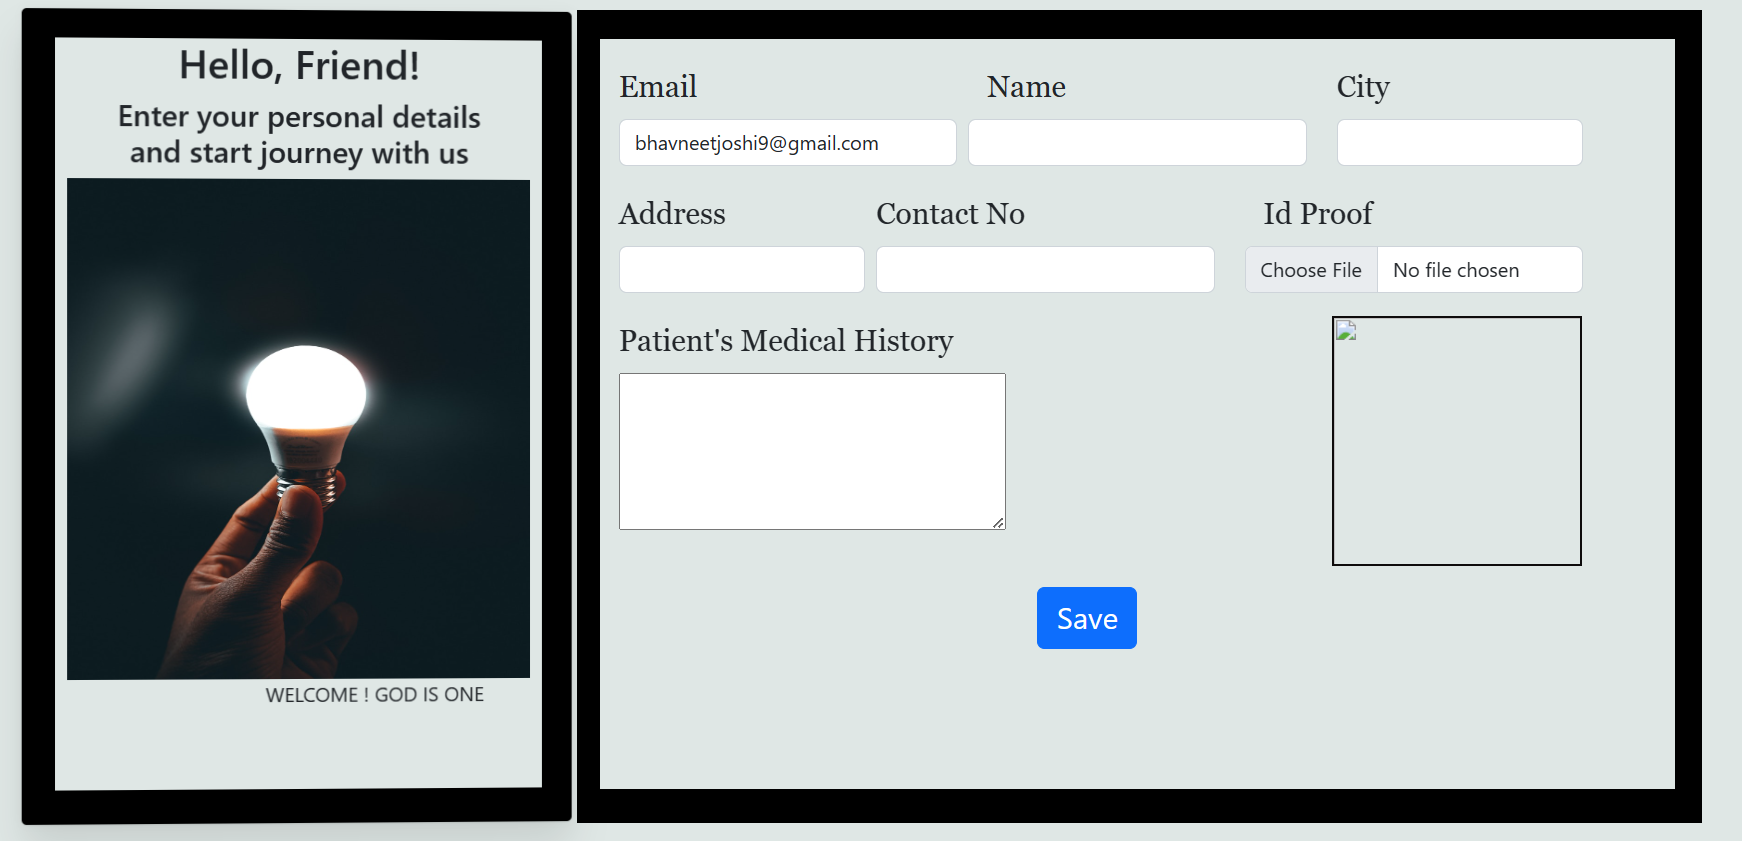 Hello, Friend!
Enter your personal details
and start journey with us
WELCOME ! GOD IS ONE
Email
Name
City
bhavneetjoshi9@gmail.com
Address
Contact No
Id Proof
Choose File
No file chosen
Patient's Medical History
Save